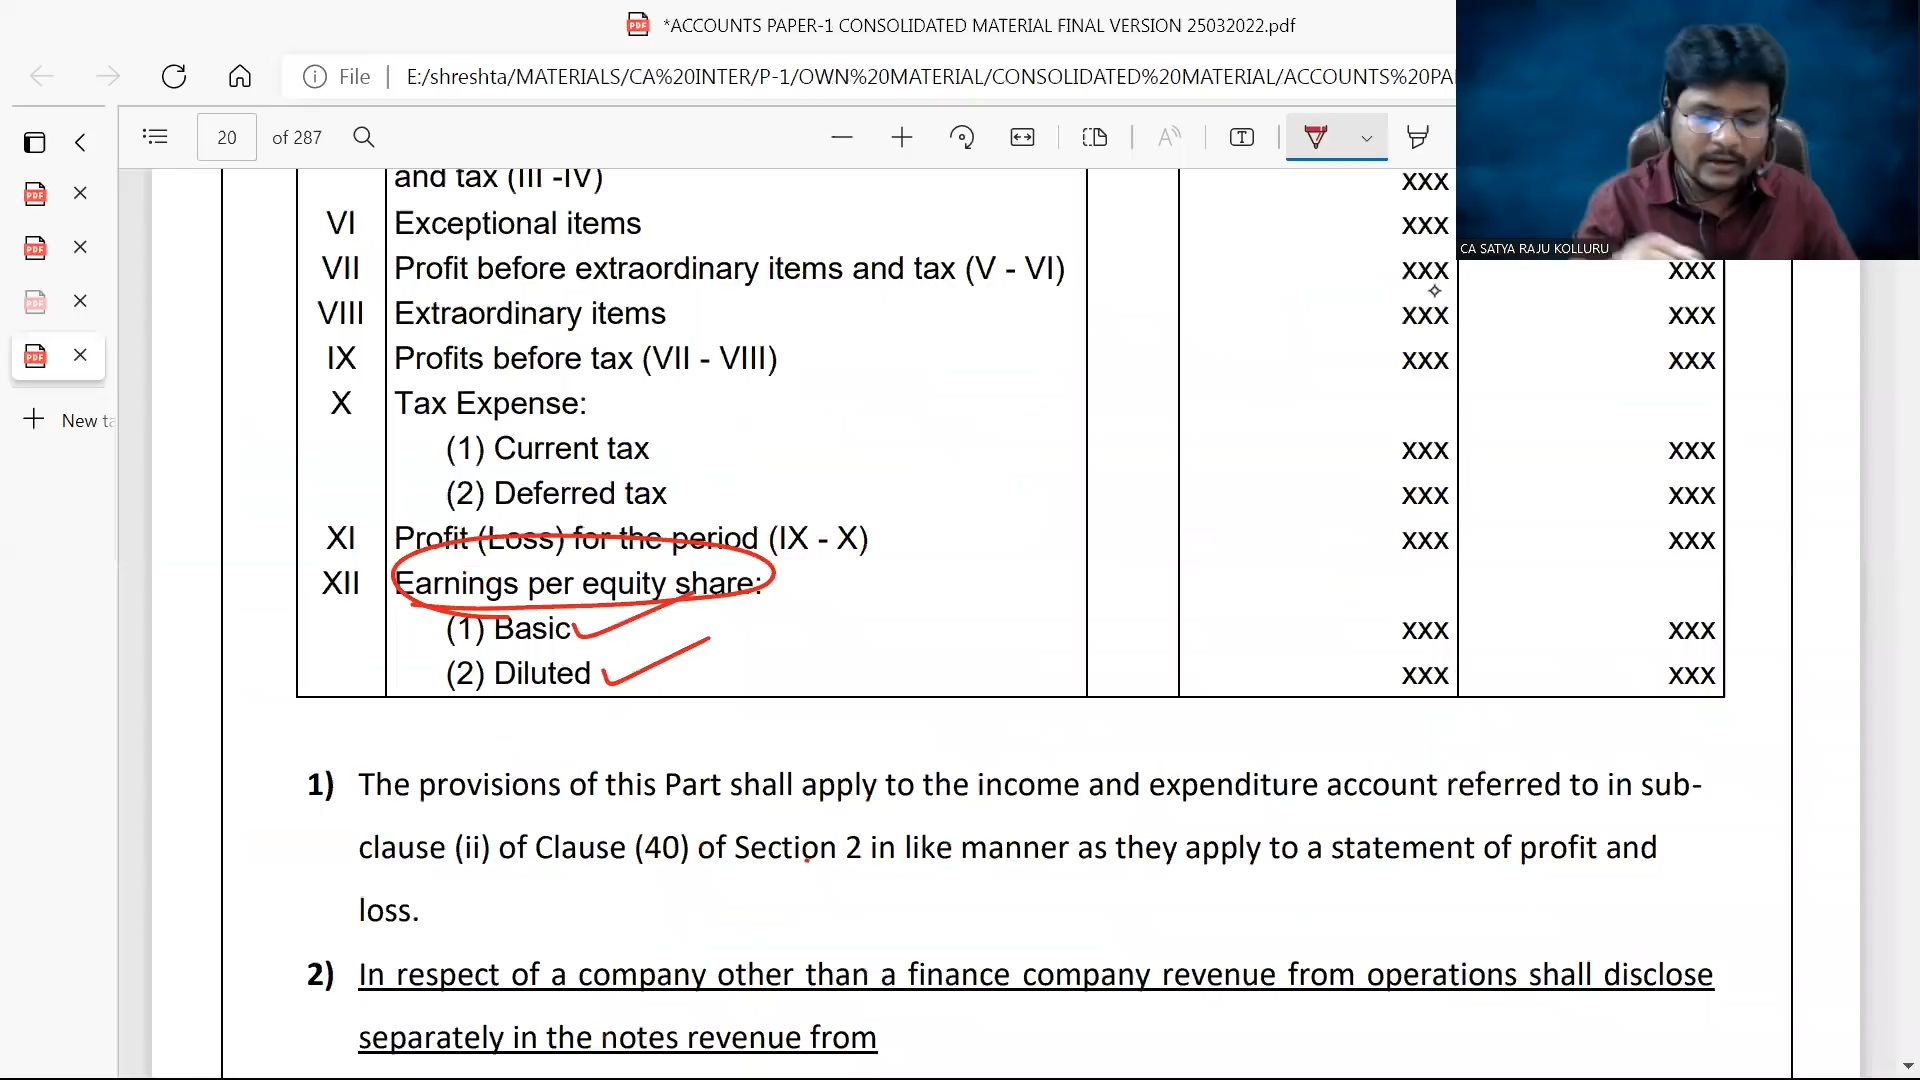 *ACCOUNTS PAPER-1 CONSOLIDATED MATERIAL FINAL VERSION 25032022.pdf
File | E:/shreshta/MATERIALS/CA%20INTER/P-1/OWN%20MATERIAL/CONSOLIDATED%20MATERIAL/ACCOUNTS%20PA
20 of 287
CA SATYA RAJU KOLLURU
and tax (III -IV) xxx
VI Exceptional items xxx
VII Profit before extraordinary items and tax (V - VI) xxx xxx
VIII Extraordinary items xxx xxx
IX Profits before tax (VII - VIII) xxx xxx
X Tax Expense:
(1) Current tax xxx xxx
(2) Deferred tax xxx xxx
XI Profit (Loss) for the period (IX - X) xxx xxx
XII Earnings per equity share:
(1) Basic xxx xxx
(2) Diluted xxx xxx
New ta
1) The provisions of this Part shall apply to the income and expenditure account referred to in sub-
clause (ii) of Clause (40) of Section 2 in like manner as they apply to a statement of profit and
loss.
2) In respect of a company other than a finance company revenue from operations shall disclose
separately in the notes revenue from